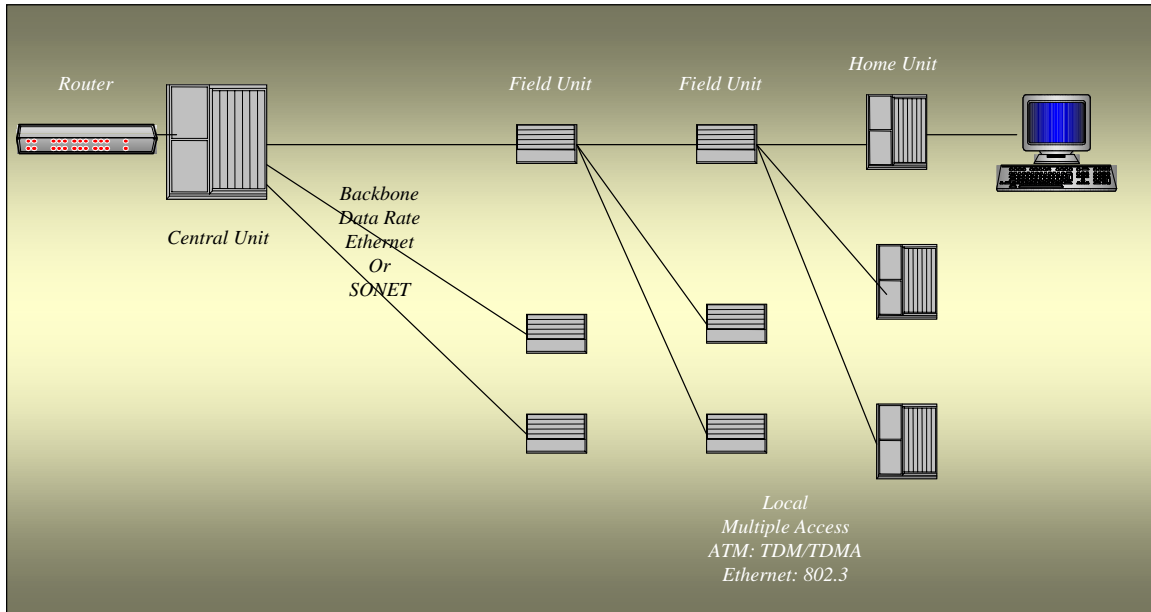 Router
Central Unit
Backbone
Data Rate
Ethernet
Or
SONET
Field Unit
Field Unit
Home Unit
Local
Multiple Access
ATM: TDM/TDMA
Ethernet: 802.3